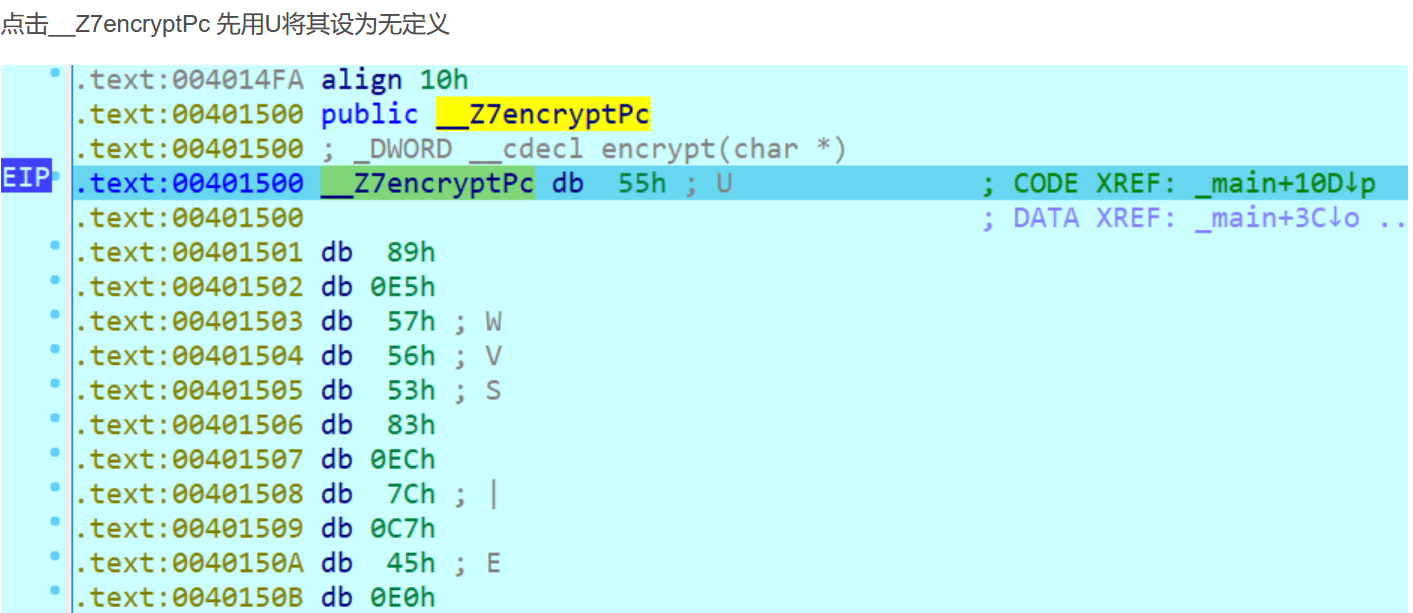 点击__Z7encryptPc 先用U将其设为无定义
.text:004014FA align 10h
.text:00401500 public __Z7encryptPc
.text:00401500 ; _DWORD __cdecl encrypt(char *)
EIP .text:00401500 __Z7encryptPc db 55h ; U ; CODE XREF: _main+10D↓p
.text:00401500 ; DATA XREF: _main+3C↓o ..
.text:00401501 db 89h
.text:00401502 db 0E5h
.text:00401503 db 57h ; W
.text:00401504 db 56h ; V
.text:00401505 db 53h ; S
.text:00401506 db 83h
.text:00401507 db 0ECh
.text:00401508 db 7Ch ; |
.text:00401509 db 0C7h
.text:0040150A db 45h ; E
.text:0040150B db 0E0h